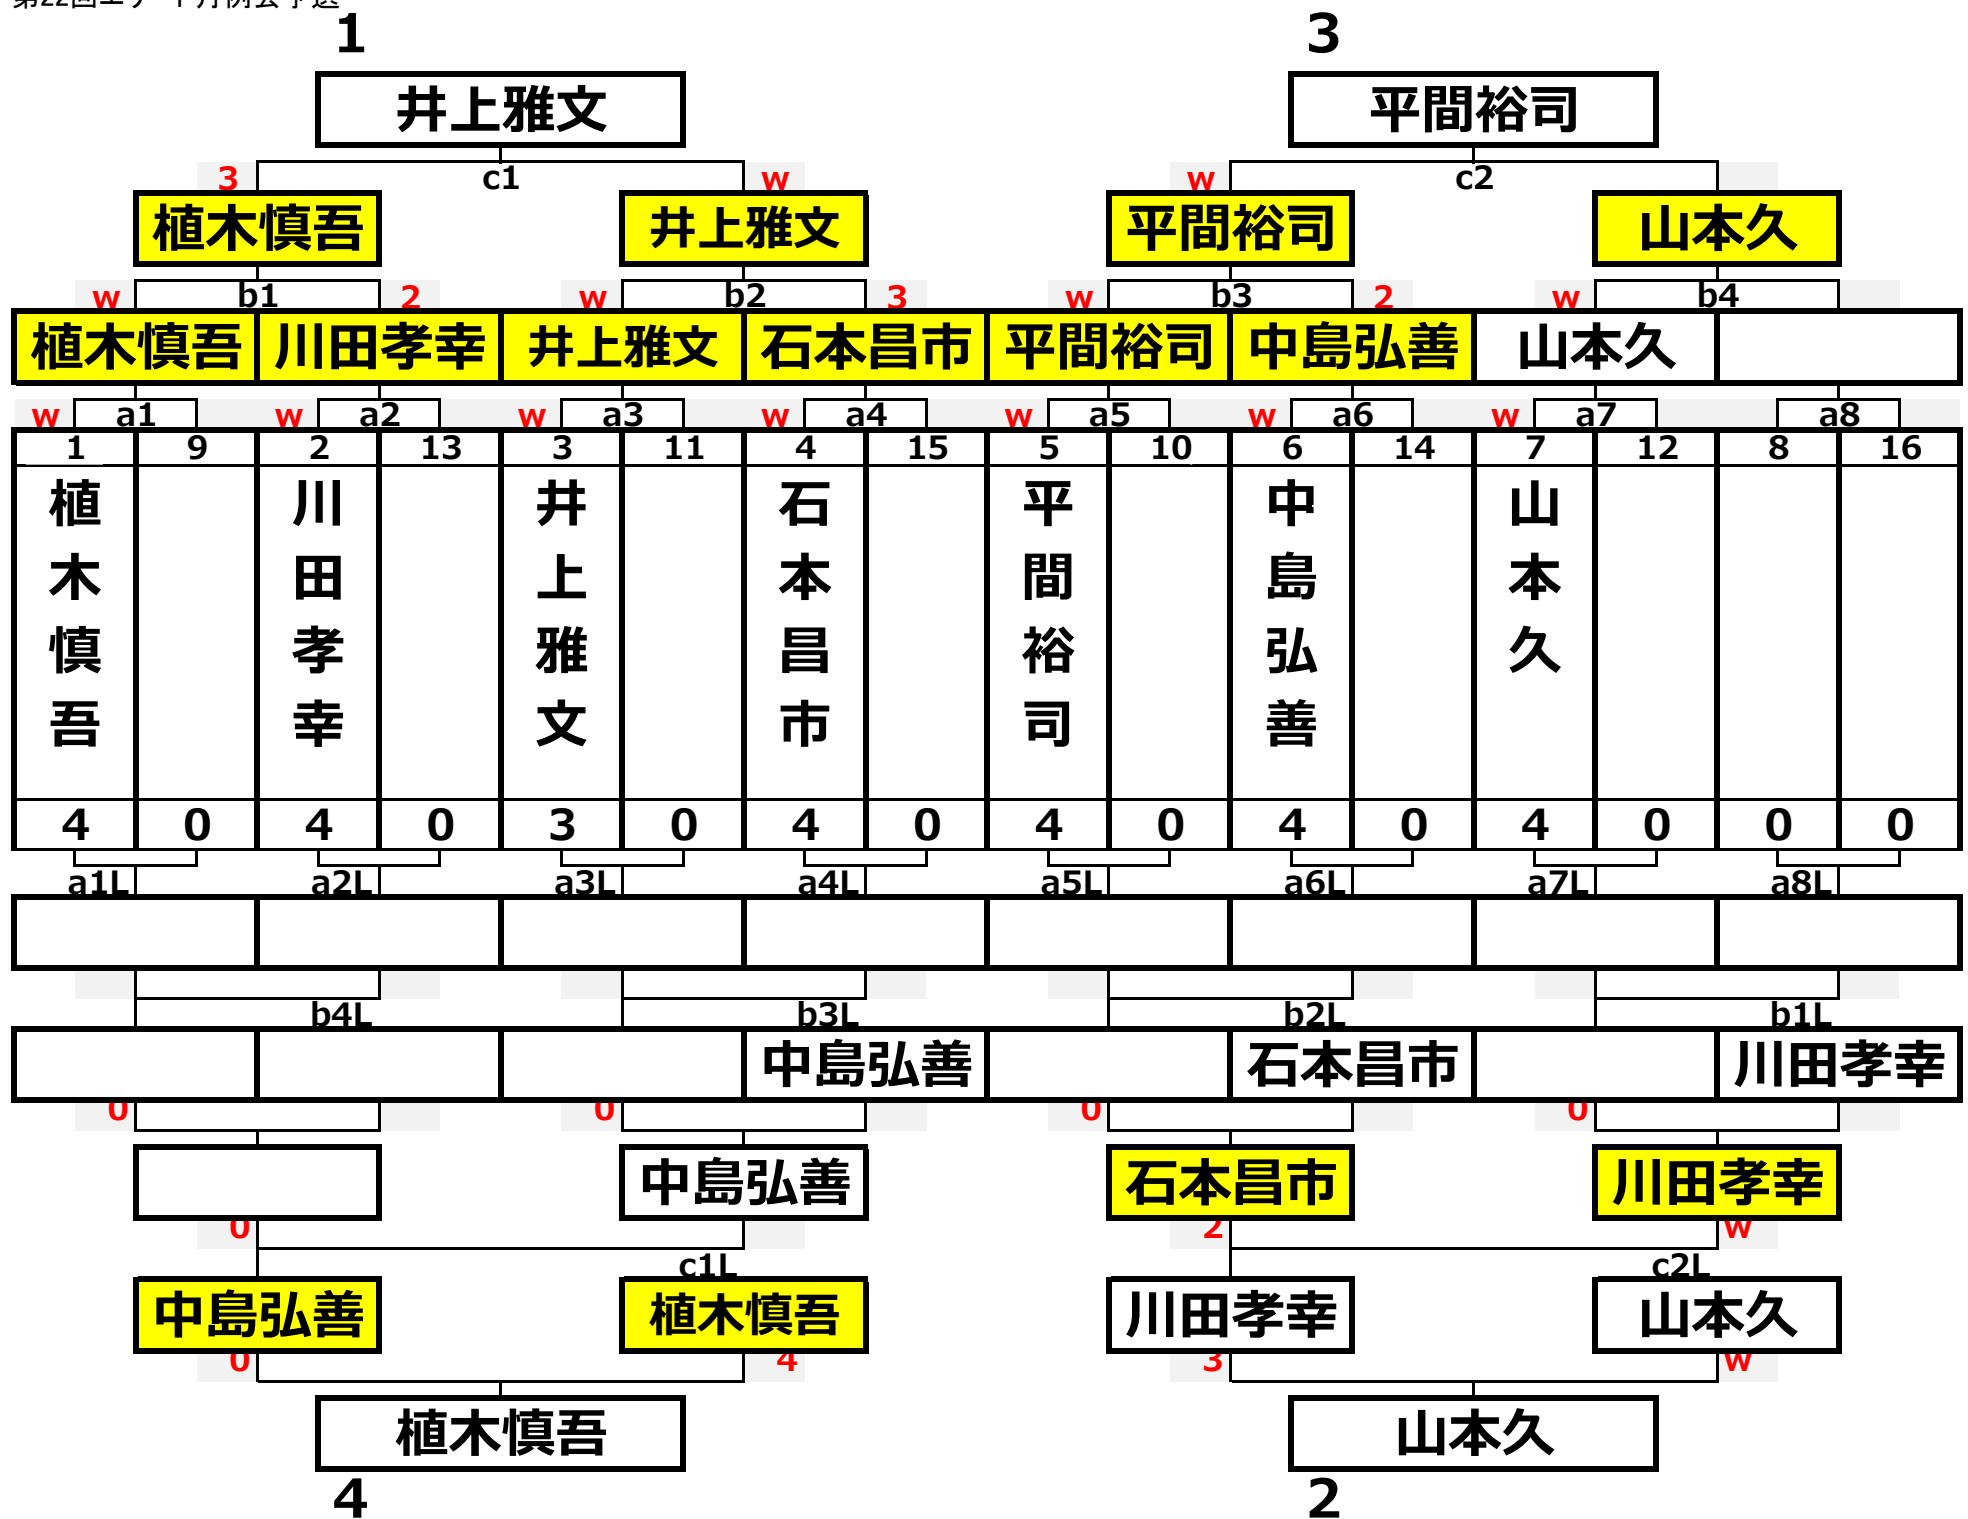 1 3
井上雅文 平間裕司
3 c1 w w c2
植木慎吾 井上雅文 平間裕司 山本久
w b1 2 w b2 3 w b3 2 w b4
植木慎吾 川田孝幸 井上雅文 石本昌市 平間裕司 中島弘善 山本久
w a1 w a2 w a3 w a4 w a5 w a6 w a7 a8
1 9 2 13 3 11 4 15 5 10 6 14 7 12 8 16
植木慎吾 川田孝幸 井上雅文 石本昌市 平間裕司 中島弘善 山本久
4 0 4 0 3 0 4 0 4 0 4 0 4 0 0 0
a1L a2L a3L a4L a5L a6L a7L a8L
b4L b3L b2L b1L
中島弘善 石本昌市 川田孝幸
0 0 0 0
中島弘善 石本昌市 川田孝幸
0 2 w
c1L c2L
中島弘善 植木慎吾 川田孝幸 山本久
0 4 3 w
植木慎吾 山本久
4 2